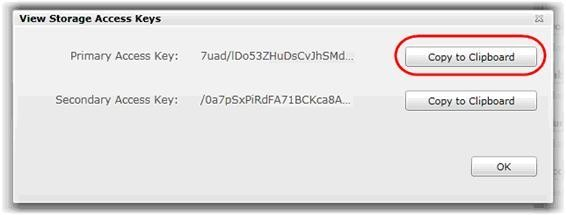 View Storage Access Keys
Primary Access Key: 7uad/lDo53ZHuDsCvJhSMd... Copy to Clipboard
Secondary Access Key: /0a7pSxPiRdFA71BCKca8A... Copy to Clipboard
OK